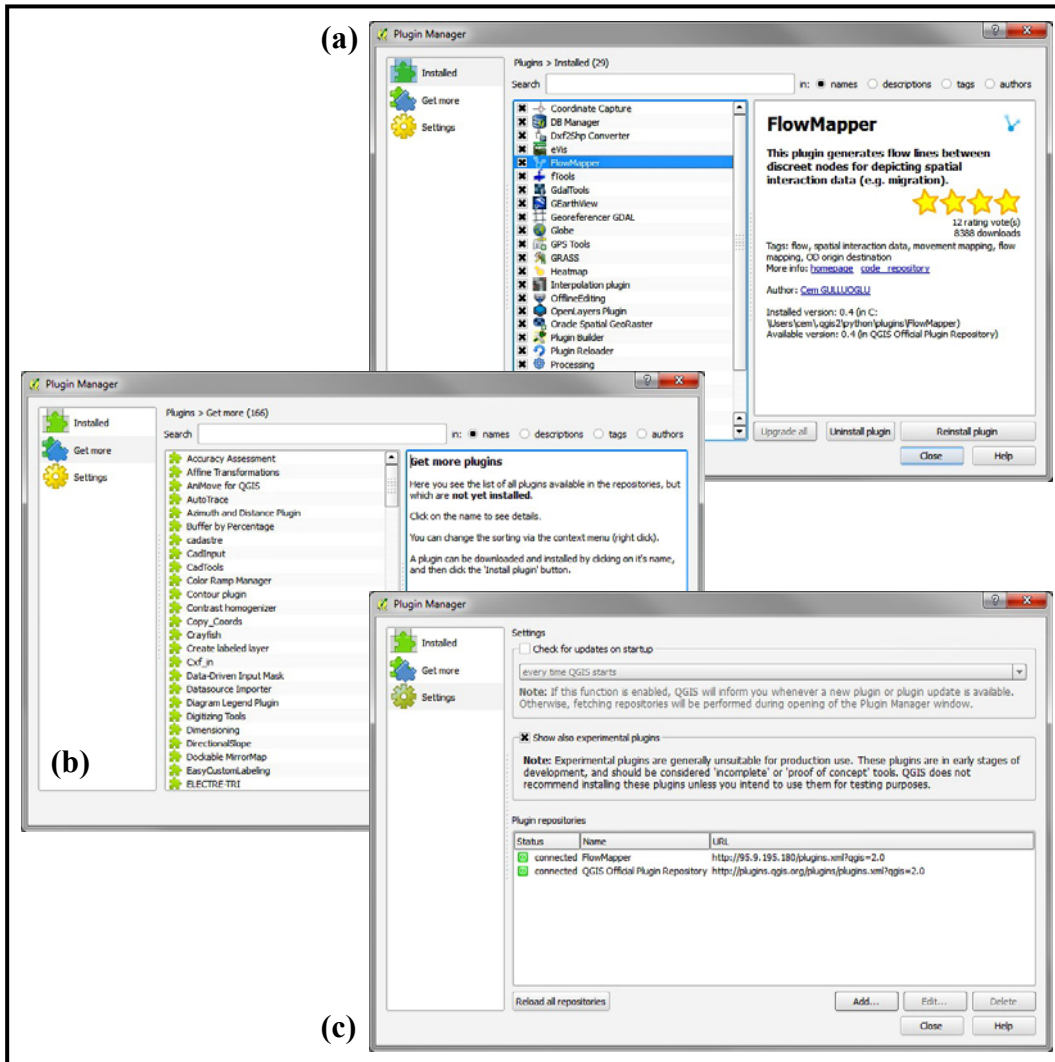 (a)
Plugin Manager
Installed
Get more
Settings
Plugins > Installed (29)
Search
in: names descriptions tags authors
Coordinate Capture
DB Manager
Dxf2Shp Converter
eVis
FlowMapper
fTools
GdalTools
GEarthView
Georeferencer GDAL
Globe
GPS Tools
GRASS
Heatmap
Interpolation plugin
OfflineEditing
OpenLayers Plugin
Oracle Spatial GeoRaster
Plugin Builder
Plugin Reloader
Processing
FlowMapper
This plugin generates flow lines between
discreet nodes for depicting spatial
interaction data (e.g. migration).
12 rating vote(s)
8388 downloads
Tags: flow, spatial interaction data, movement mapping, flow
mapping, OD origin destination
More info: homepage code_repository
Author: Cem GULLUOGLU
Installed version: 0.4 (in C:
\Users\cem\.qgis2\python\plugins\FlowMapper)
Available version: 0.4 (in QGIS Official Plugin Repository)
Upgrade all Uninstall plugin Reinstall plugin
Close Help
Plugin Manager
Installed
Get more
Settings
Plugins > Get more (166)
Search
in: names descriptions tags authors
Accuracy Assessment
Affine Transformations
AniMove for QGIS
AutoTrace
Azimuth and Distance Plugin
Buffer by Percentage
cadastre
CadInput
CadTools
Color Ramp Manager
Contour plugin
Contrast homogenizer
Copy_Coords
Crayfish
Create labeled layer
Cxf_in
Data-Driven Input Mask
Datasource Importer
Diagram Legend Plugin
Digitizing Tools
Dimensioning
DirectionalSlope
Dockable MirrorMap
EasyCustomLabeling
ELECTRE-TRI
Get more plugins
Here you see the list of all plugins available in the repositories, but
which are not yet installed.
Click on the name to see details.
You can change the sorting via the context menu (right click).
A plugin can be downloaded and installed by clicking on it's name,
and then click the 'Install plugin' button.
(b)
Plugin Manager
Installed
Get more
Settings
Settings
Check for updates on startup
every time QGIS starts
Note: If this function is enabled, QGIS will inform you whenever a new plugin or plugin update is available.
Otherwise, fetching repositories will be performed during opening of the Plugin Manager window.
Show also experimental plugins
Note: Experimental plugins are generally unsuitable for production use. These plugins are in early stages of
development, and should be considered 'incomplete' or 'proof of concept' tools. QGIS does not
recommend installing these plugins unless you intend to use them for testing purposes.
Plugin repositories
Status Name URL
connected FlowMapper http://95.9.195.180/plugins.xml?qgis=2.0
connected QGIS Official Plugin Repository http://plugins.qgis.org/plugins/plugins.xml?qgis=2.0
Reload all repositories Add... Edit... Delete
Close Help
(c)